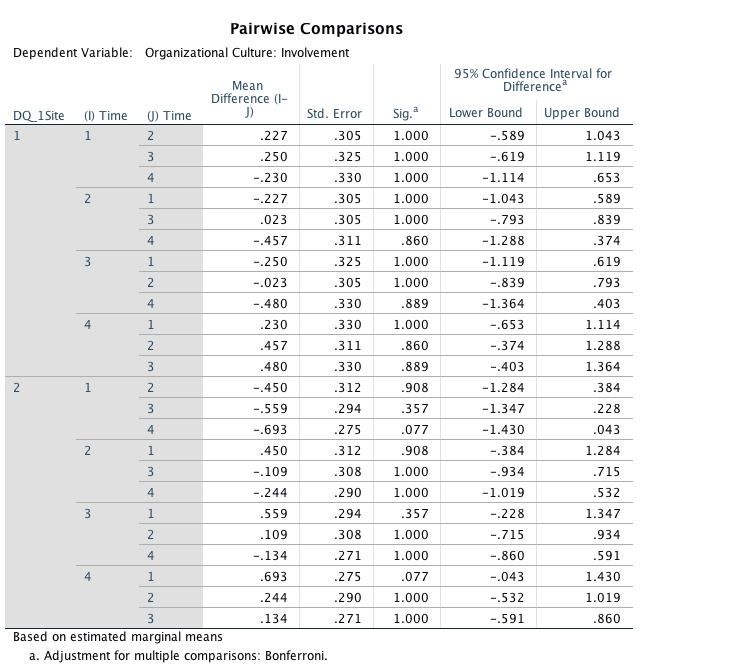 Pairwise Comparisons
Dependent Variable: Organizational Culture: Involvement
DQ_1Site (I) Time (J) Time Mean Difference (I–J) Std. Error Sig.a 95% Confidence Interval for Differencea Lower Bound Upper Bound
1 1 2 .227 .305 1.000 -.589 1.043
3 .250 .325 1.000 -.619 1.119
4 -.230 .330 1.000 -1.114 .653
2 1 -.227 .305 1.000 -1.043 .589
3 .023 .305 1.000 -.793 .839
4 -.457 .311 .860 -1.288 .374
3 1 -.250 .325 1.000 -1.119 .619
2 -.023 .305 1.000 -.839 .793
4 -.480 .330 .889 -1.364 .403
4 1 .230 .330 1.000 -.653 1.114
2 .457 .311 .860 -.374 1.288
3 .480 .330 .889 -.403 1.364
2 1 2 -.450 .312 .908 -1.284 .384
3 -.559 .294 .357 -1.347 .228
4 -.693 .275 .077 -1.430 .043
2 1 .450 .312 .908 -.384 1.284
3 -.109 .308 1.000 -.934 .715
4 -.244 .290 1.000 -1.019 .532
3 1 .559 .294 .357 -.228 1.347
2 .109 .308 1.000 -.715 .934
4 -.134 .271 1.000 -.860 .591
4 1 .693 .275 .077 -.043 1.430
2 .244 .290 1.000 -.532 1.019
3 .134 .271 1.000 -.591 .860
Based on estimated marginal means
a. Adjustment for multiple comparisons: Bonferroni.